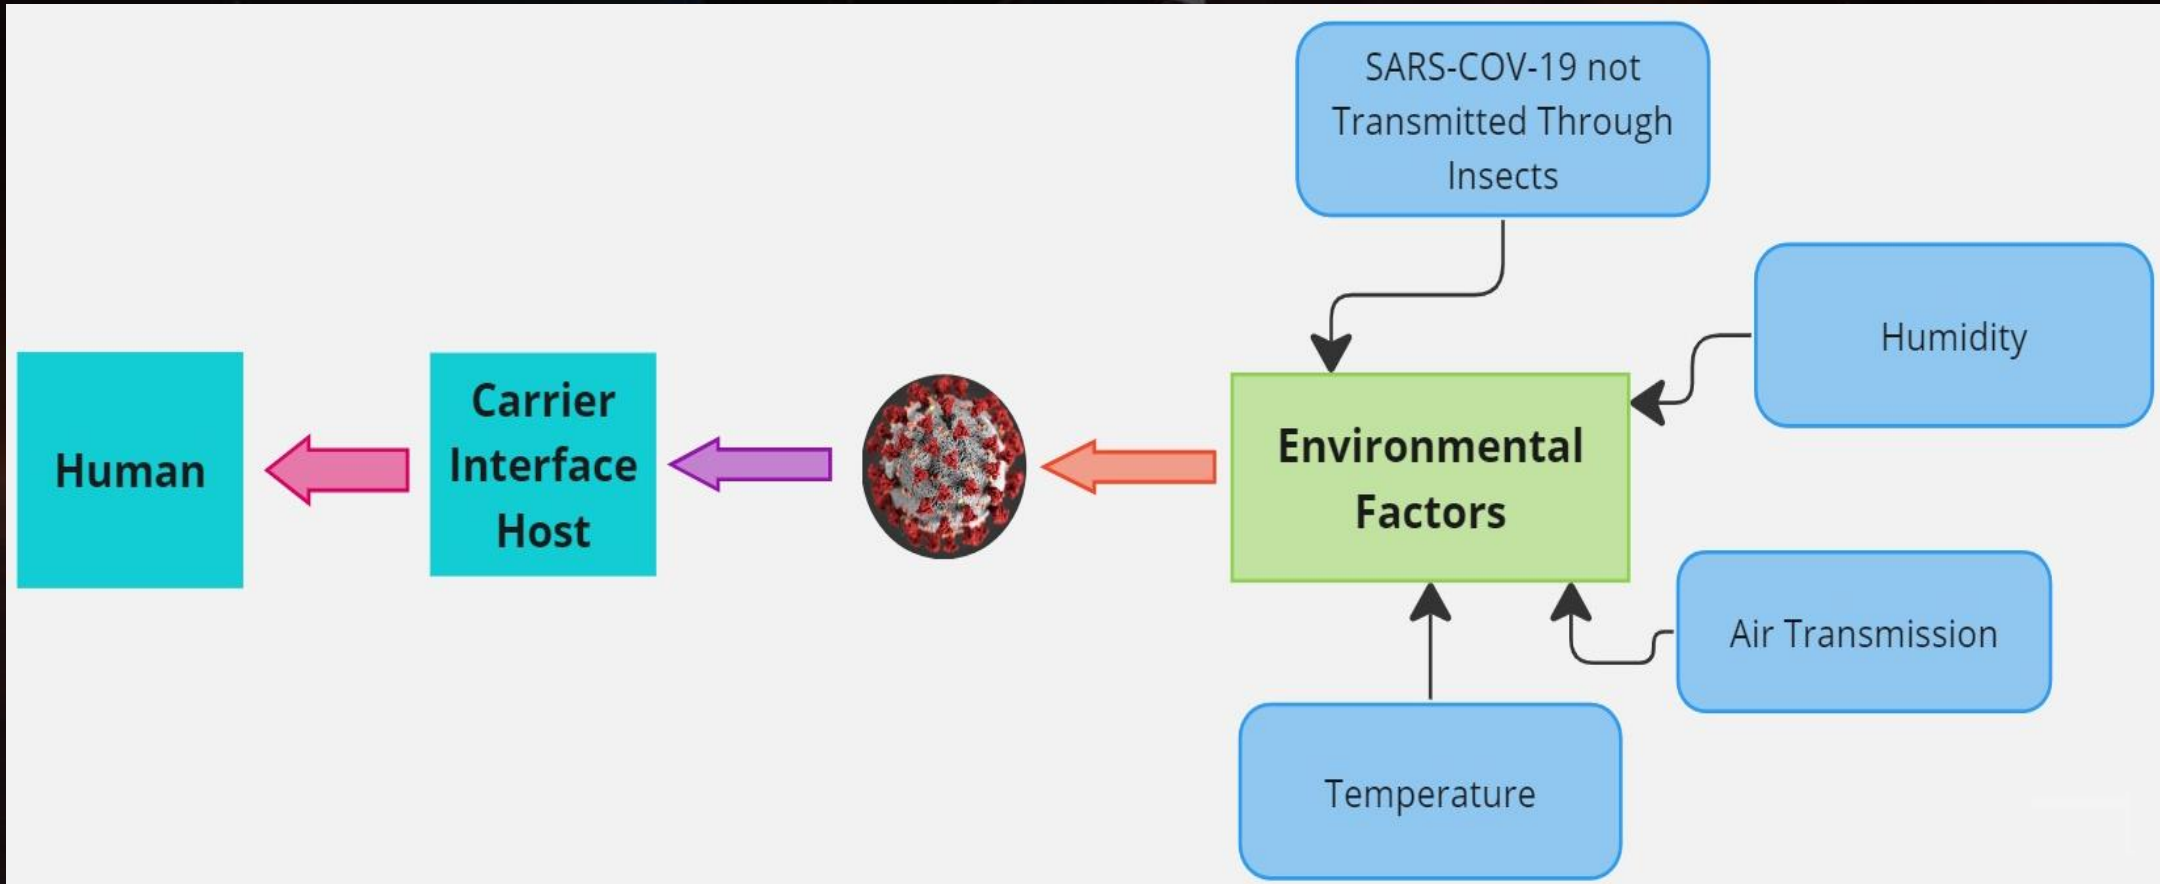 SARS-COV-19 not
Transmitted Through
Insects
Humidity
Human
Carrier
Interface
Host
Environmental
Factors
Air Transmission
Temperature